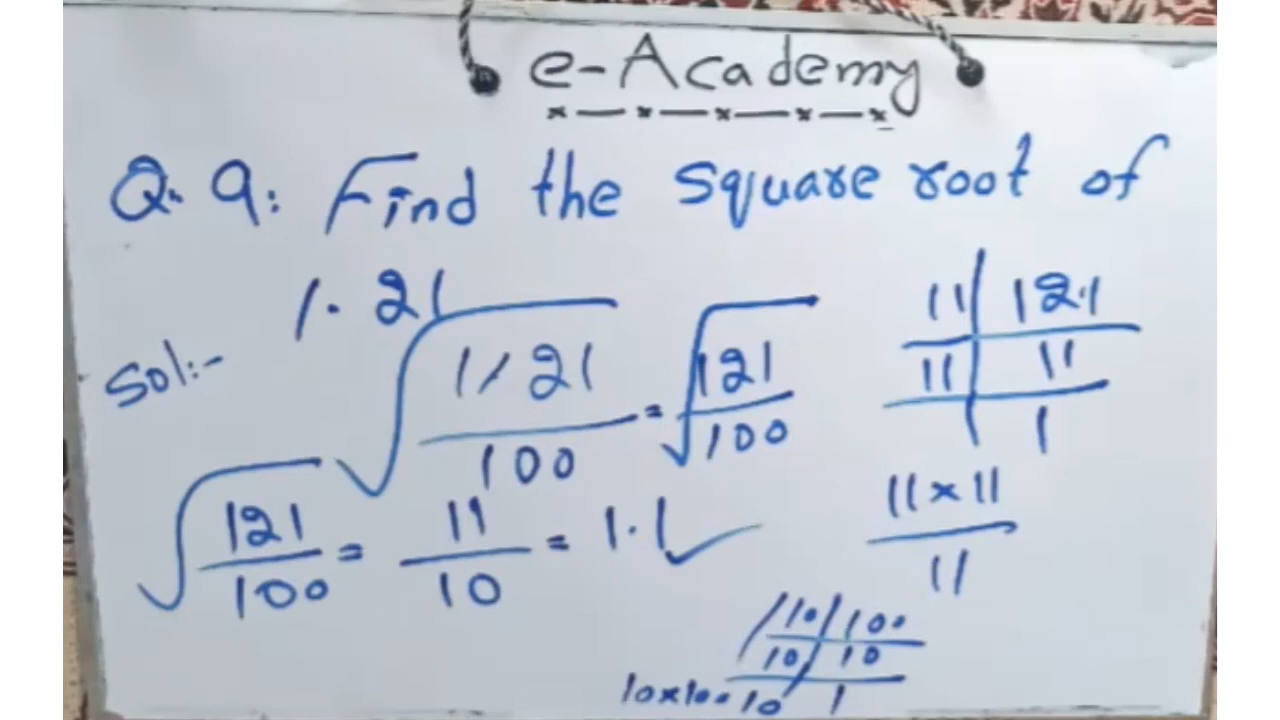 e-Academy
Q. 9: Find the square root of
1.21
Sol:-
√(1/21/100) = √(121/100)
√(121/100) = 11/10 = 1.1 ✓
11 | 121
11 | 11
1
11×11
11
10 | 100
10 | 10
10×10= 10 1